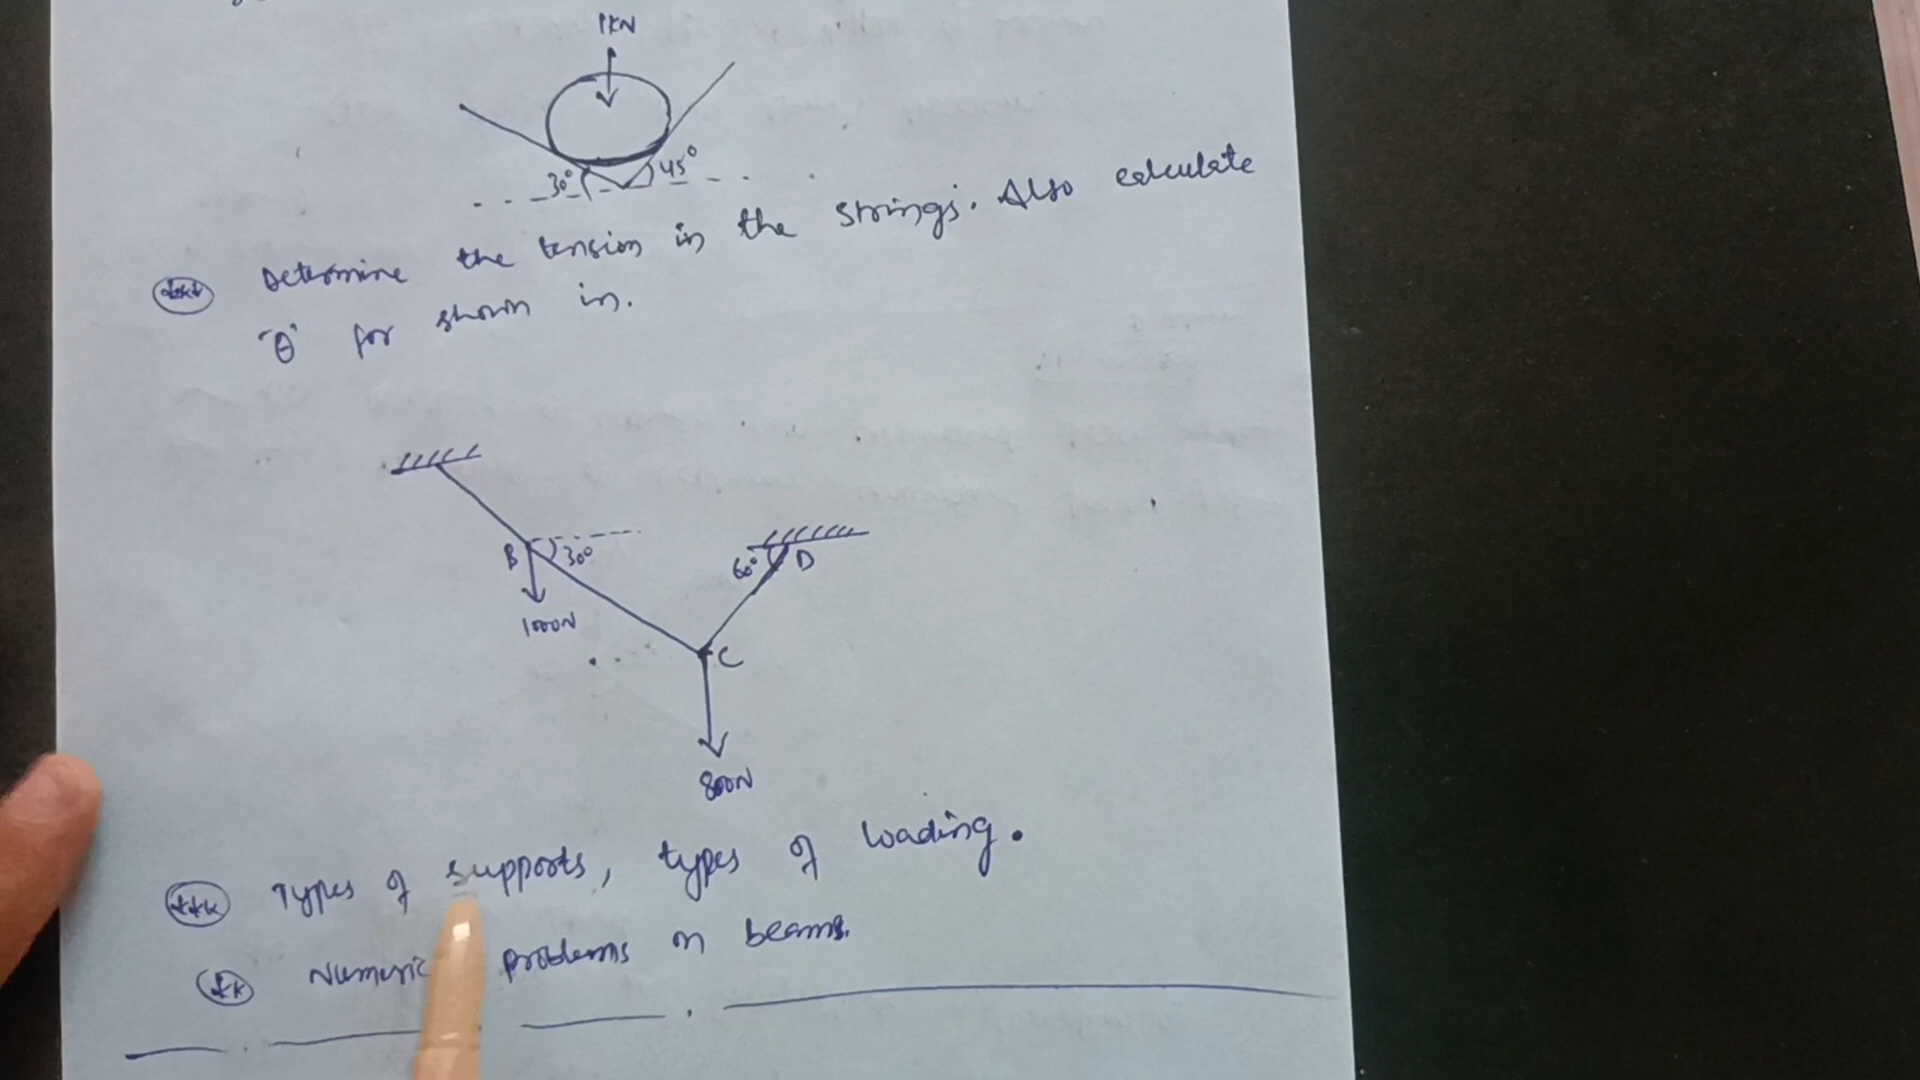 1KN
30° 45°
*** Determine the tension in the strings. Also calculate
'θ' for shown in.
B 30° 60° D
1000N
C
800N
*** Types of supports, types of loading.
** Numeric problems on beams.